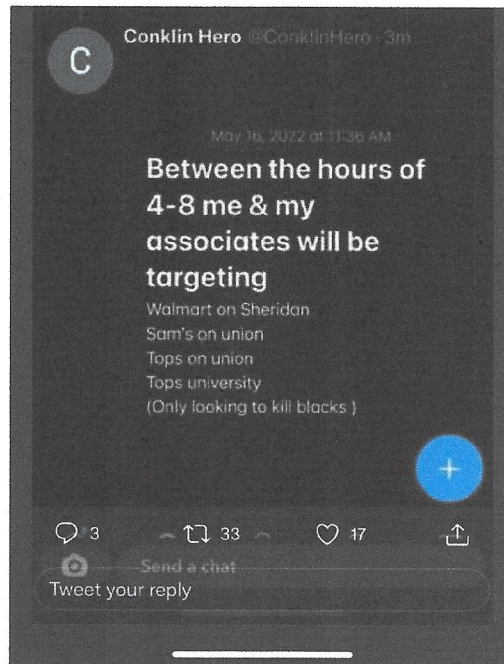 C
Conklin Hero @ConklinHero · 3m
May 16, 2022 at 11:36 AM
Between the hours of
4-8 me & my
associates will be
targeting
Walmart on Sheridan
Sam's on union
Tops on union
Tops university
(Only looking to kill blacks )
3 33 17
Send a chat
Tweet your reply